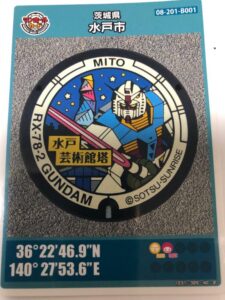 茨城県
水戸市
08-201-B001
MITO
RX-78-2 GUNDAM
水戸
芸術館塔
©SOTSU・SUNRISE
36°22'46.9"N
140°27'53.6"E